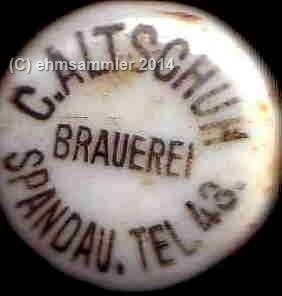 C. ALTSCHUH
BRAUEREI
SPANDAU. TEL. 43.
(C) ehmsammler 2014